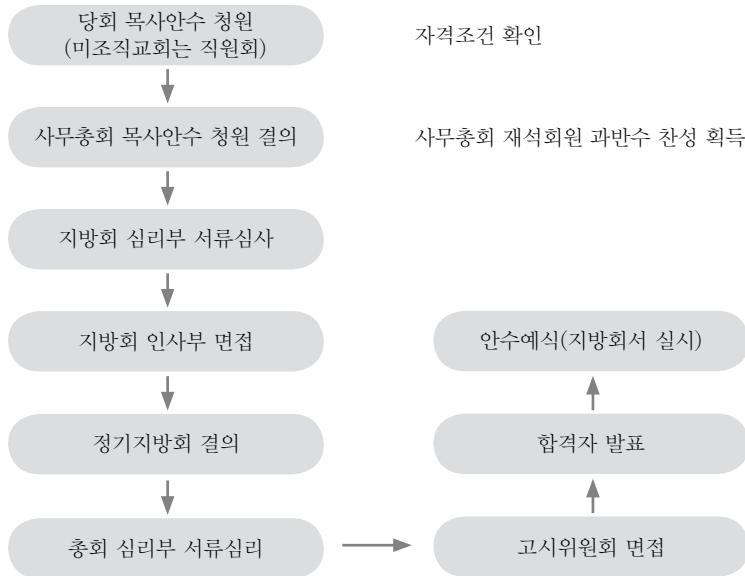 당회 목사안수 청원
(미조직교회는 직원회)
자격조건 확인
사무총회 목사안수 청원 결의
사무총회 재석회원 과반수 찬성 획득
지방회 심리부 서류심사
지방회 인사부 면접
정기지방회 결의
총회 심리부 서류심리
고시위원회 면접
합격자 발표
안수예식(지방회서 실시)